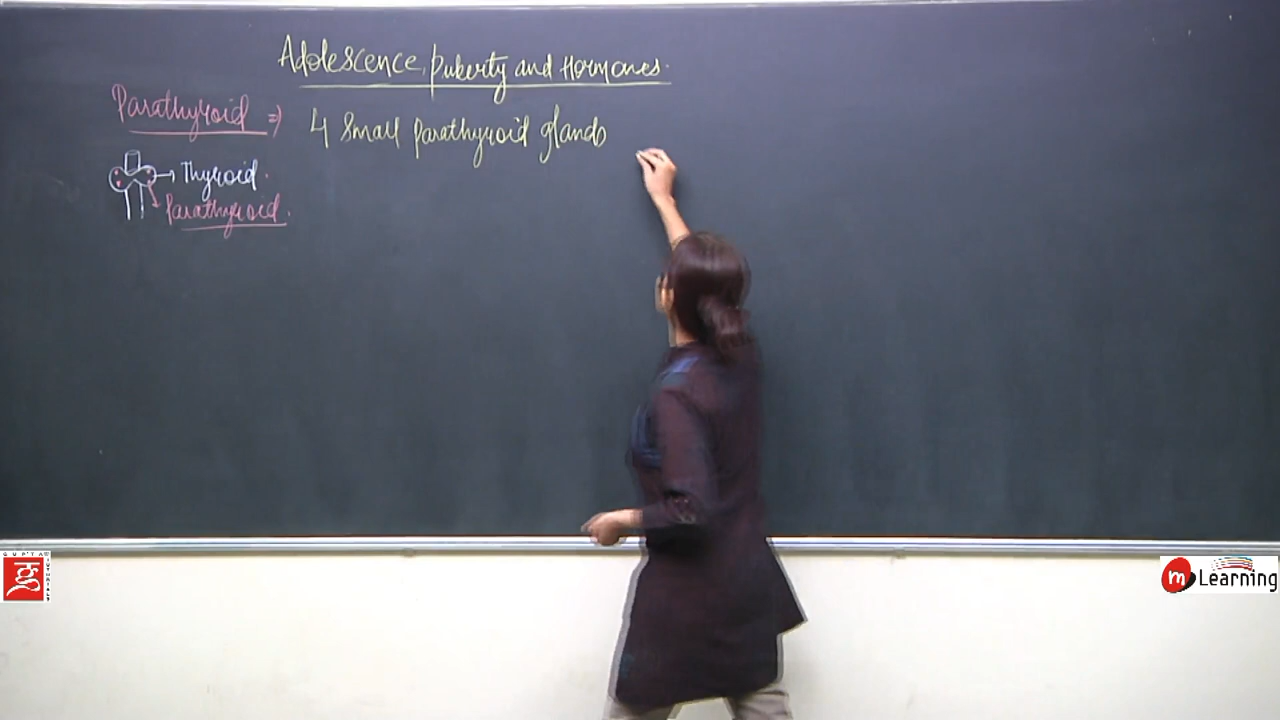 Adolescence, puberty and Hormones.
Parathyroid ⇒ 4 Small parathyroid glands
→ Thyroid.
Parathyroid.
m Learning